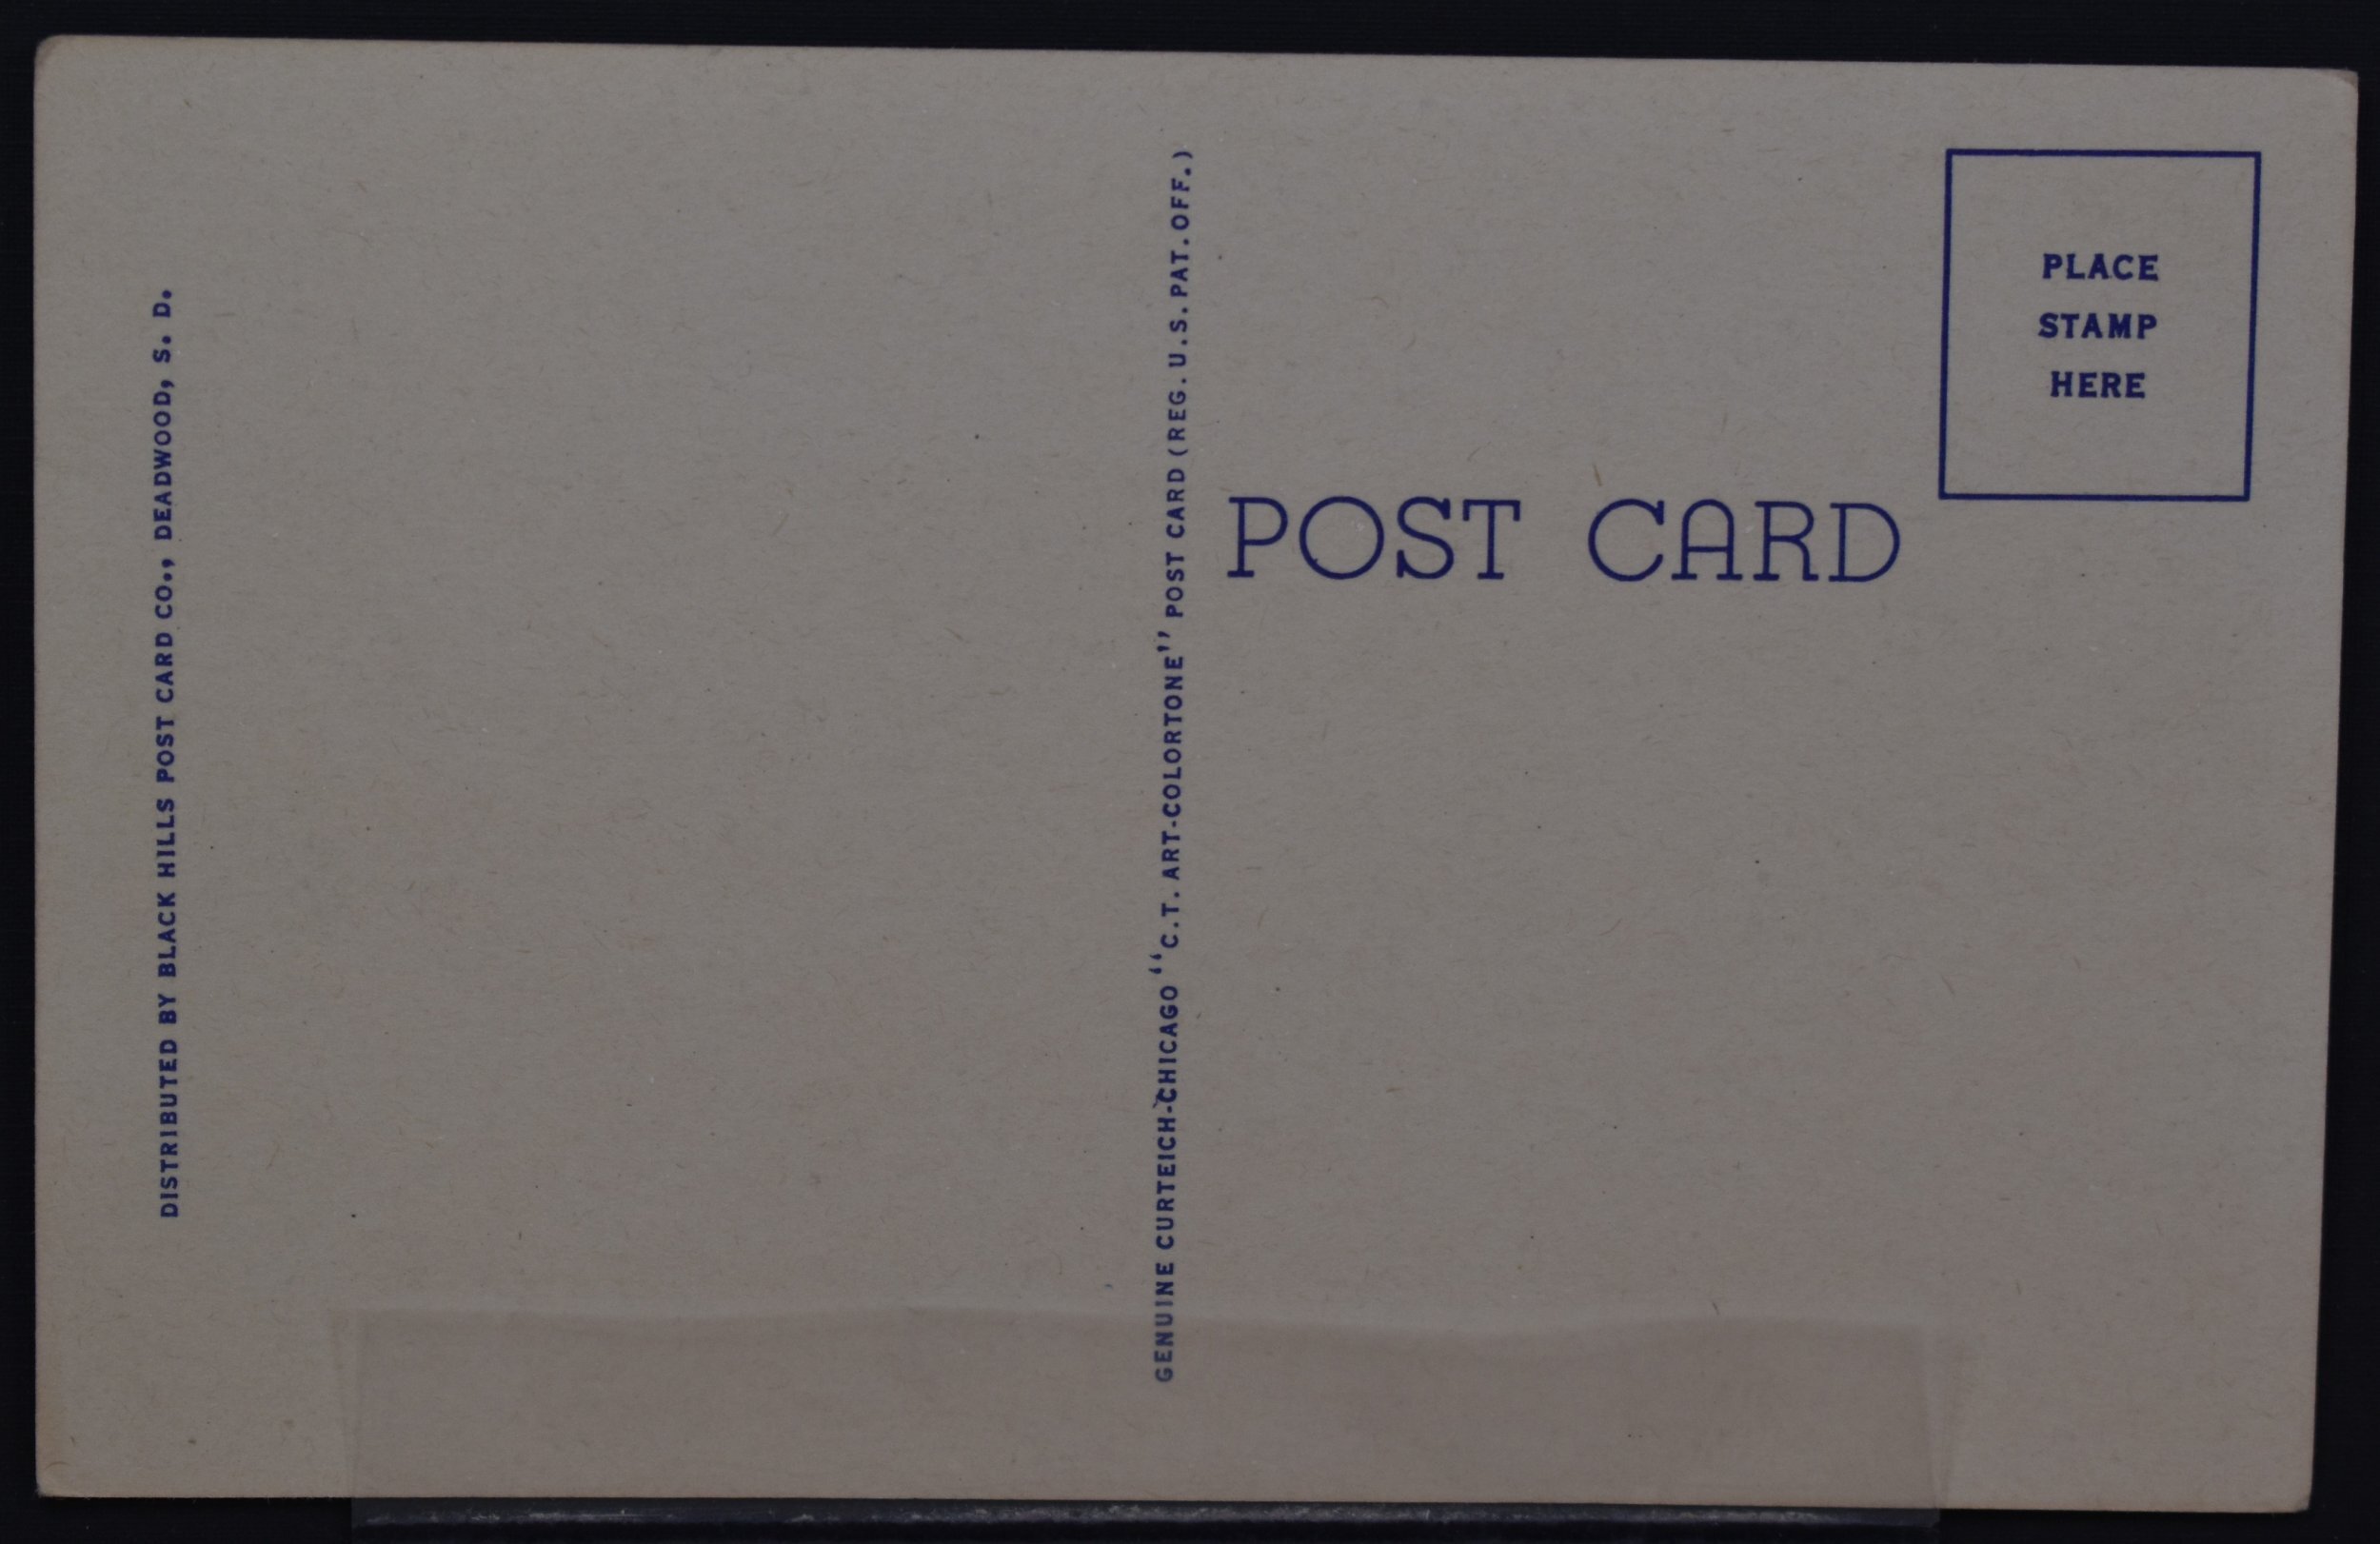 DISTRIBUTED BY BLACK HILLS POST CARD CO., DEADWOOD, S. D.
GENUINE CURTEICH-CHICAGO "C.T. ART-COLORTONE" POST CARD (REG. U.S. PAT. OFF.)
POST CARD
PLACE
STAMP
HERE